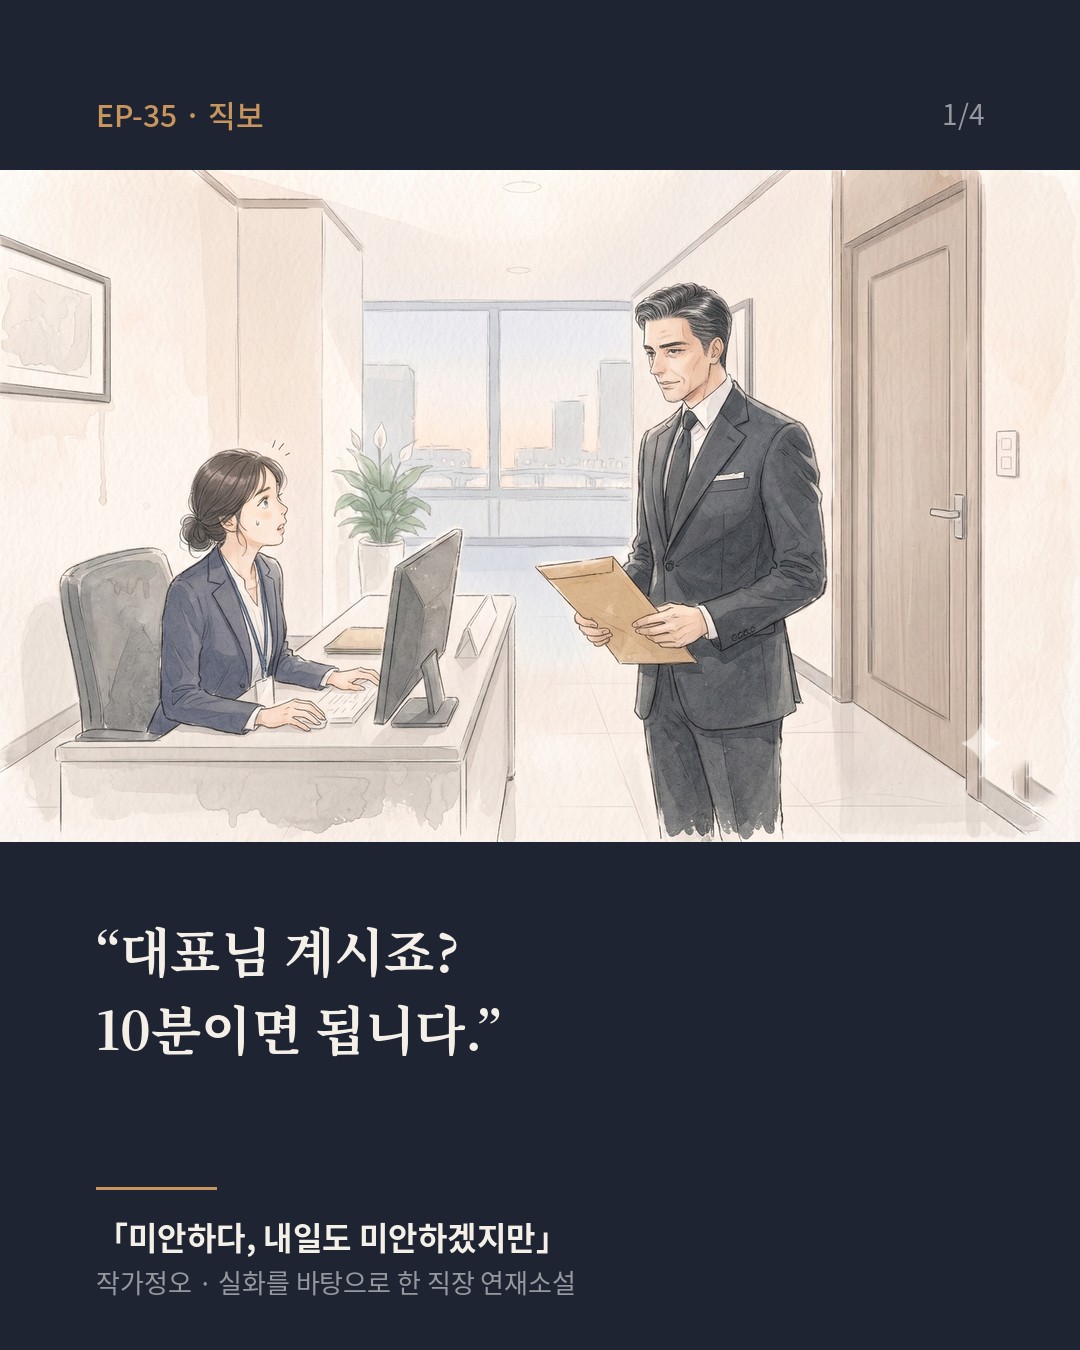 EP-35 · 직보
1/4
“대표님 계시죠?
10분이면 됩니다.”
「미안하다, 내일도 미안하겠지만」
작가정오 · 실화를 바탕으로 한 직장 연재소설